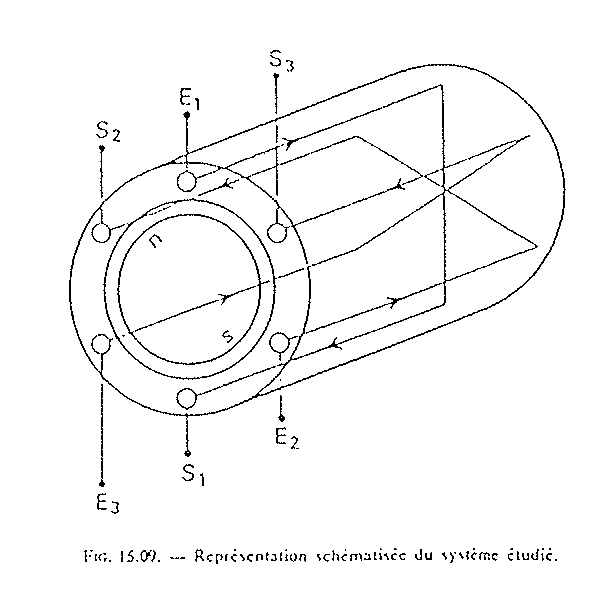 S3
E1
S2
n
s
E2
S1
E3
FIG. 15.09. — Représentation schématisée du système étudié.